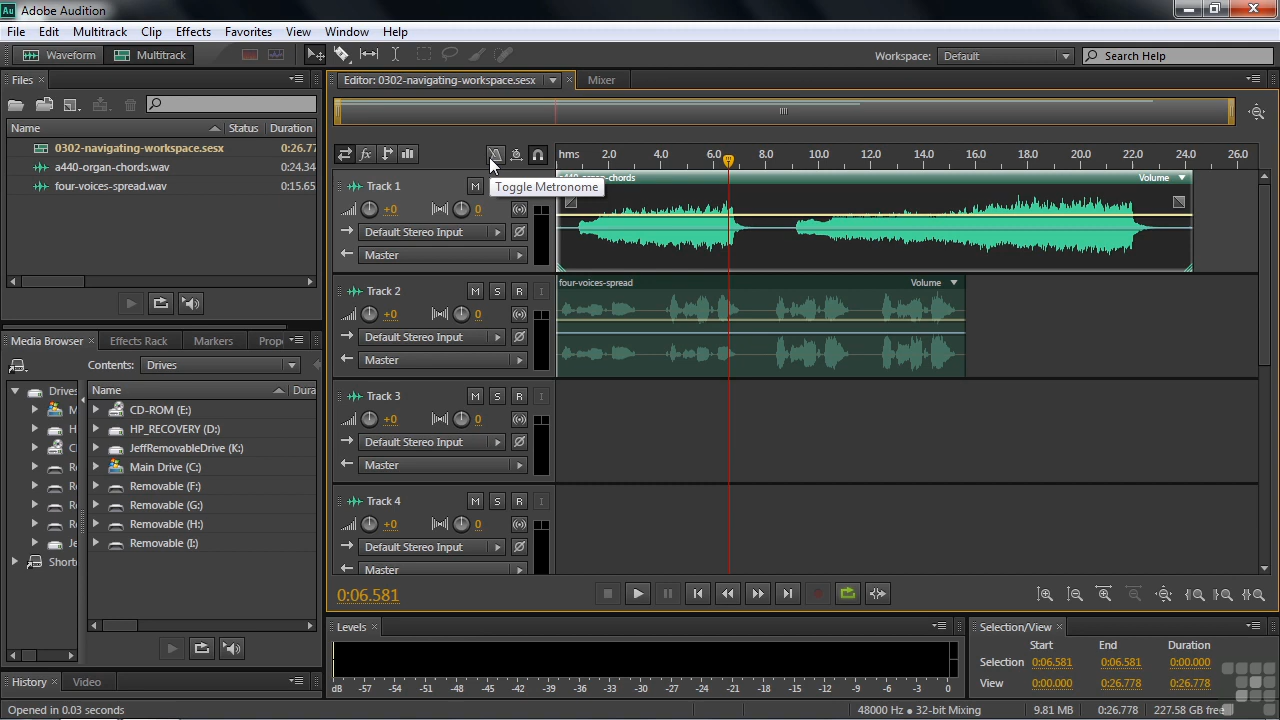 Au Adobe Audition
File Edit Multitrack Clip Effects Favorites View Window Help
Waveform Multitrack Workspace: Default Search Help
Files × Editor: 0302-navigating-workspace.sesx × Mixer
Name Status Duration
0302-navigating-workspace.sesx 0:26.77
a440-organ-chords.wav 0:24.34
four-voices-spread.wav 0:15.65
fx hms 2.0 4.0 6.0 8.0 10.0 12.0 14.0 16.0 18.0 20.0 22.0 24.0 26.0
Toggle Metronome
Track 1 M
-chords Volume
+0 0
Default Stereo Input
Master
Track 2 M S R I
four-voices-spread Volume
+0 0
Default Stereo Input
Master
Track 3 M S R I
+0 0
Default Stereo Input
Master
Track 4 M S R I
+0 0
Default Stereo Input
Master
Media Browser × Effects Rack Markers Prop
Contents: Drives
Drive
Name Dura
CD-ROM (E:)
HP_RECOVERY (D:)
JeffRemovableDrive (K:)
Main Drive (C:)
Removable (F:)
Removable (G:)
Removable (H:)
Removable (I:)
M
H
C
Re
Re
Re
Re
Je
Shorto
0:06.581
History × Video
Levels ×
dB -57 -54 -51 -48 -45 -42 -39 -36 -33 -30 -27 -24 -21 -18 -15 -12 -9 -6 -3 0
Selection/View ×
Start End Duration
Selection 0:06.581 0:06.581 0:00.000
View 0:00.000 0:26.778 0:26.778
Opened in 0.03 seconds 48000 Hz ● 32-bit Mixing 9.81 MB 0:26.778 227.58 GB free